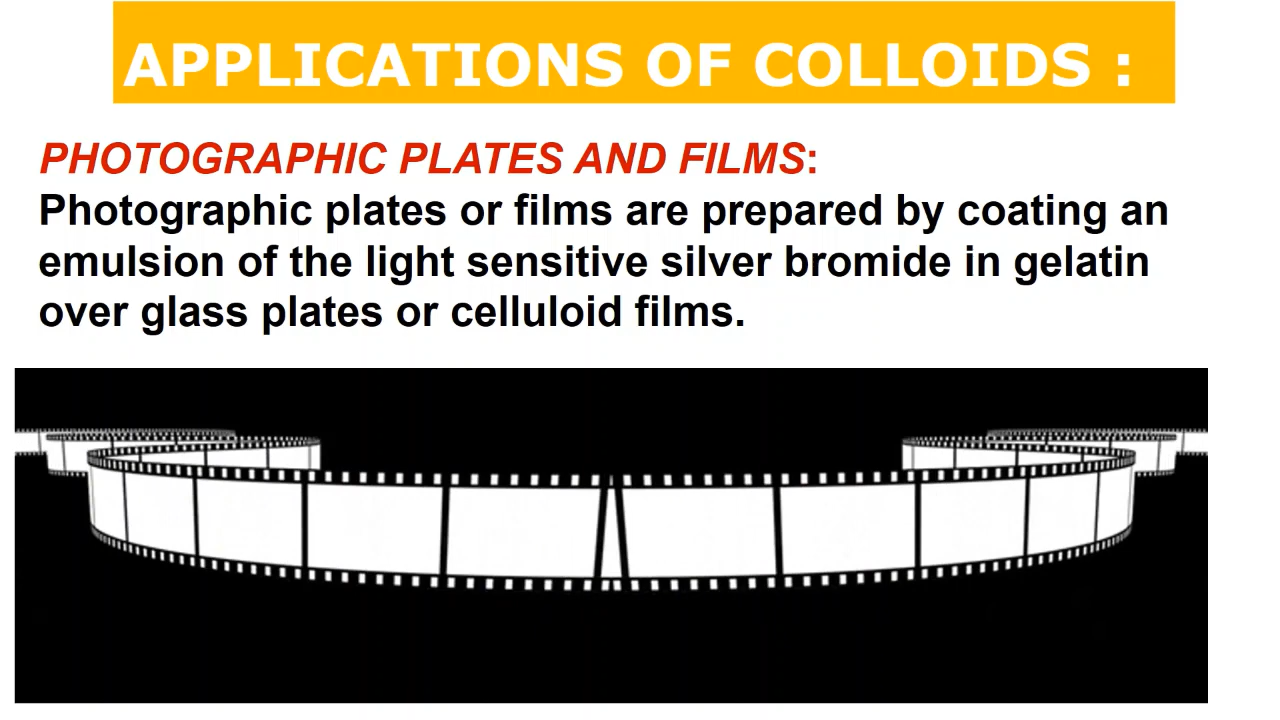 APPLICATIONS OF COLLOIDS :
PHOTOGRAPHIC PLATES AND FILMS:
Photographic plates or films are prepared by coating an
emulsion of the light sensitive silver bromide in gelatin
over glass plates or celluloid films.